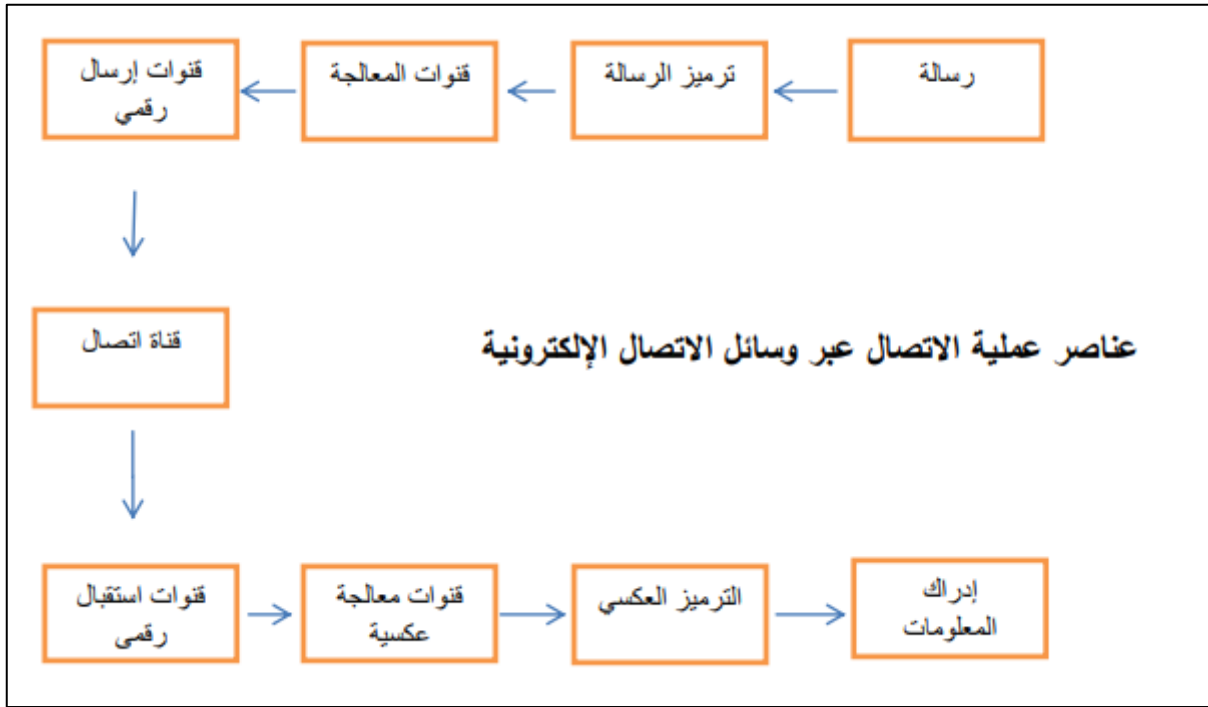 رسالة
ترميز الرسالة
قنوات المعالجة
قنوات إرسال
رقمي
قناة اتصال
عناصر عملية الاتصال عبر وسائل الاتصال الإلكترونية
قنوات استقبال
رقمي
قنوات معالجة
عكسية
الترميز العكسي
إدراك
المعلومات